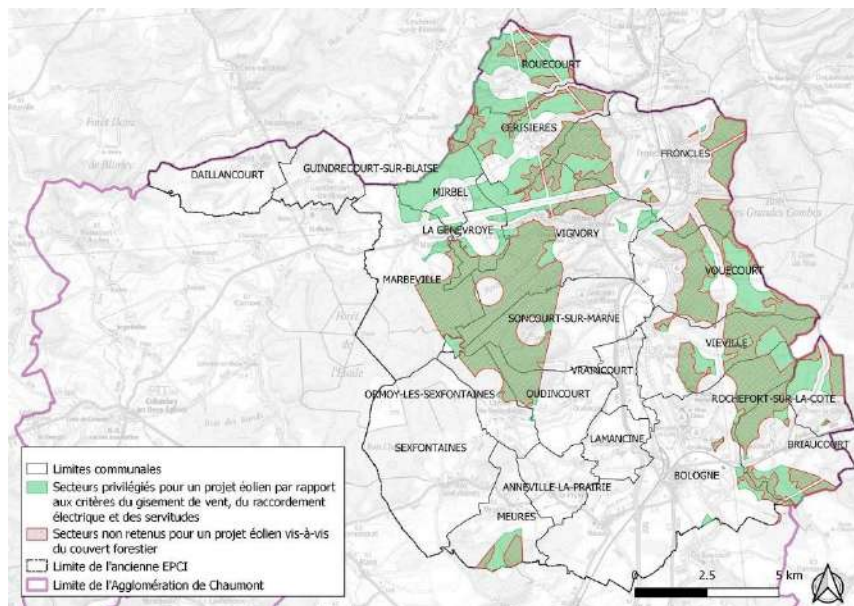 ROUECOURT
CERISIERES
FRONCLES
DAILLANCOURT
GUINDRECOURT-SUR-BLAISE
MIRBEL
LA GENEVROYE
VIGNORY
MARBEVILLE
VOUECOURT
SONCOURT-SUR-MARNE
VIEVILLE
VRAINCOURT
ORMOY-LES-SEXFONTAINES
OUDINCOURT
ROCHEFORT-SUR-LA-COTE
SEXFONTAINES
LAMANCINE
BRIAUCOURT
BOLOGNE
ANNEVILLE-LA-PRAIRIE
MEURES
Limites communales
Secteurs privilégiés pour un projet éolien par rapport
aux critères du gisement de vent, du raccordement
électrique et des servitudes
Secteurs non retenus pour un projet éolien vis-à-vis
du couvert forestier
Limite de l'ancienne EPCI
Limite de l'Agglomération de Chaumont
0 2.5 5 km